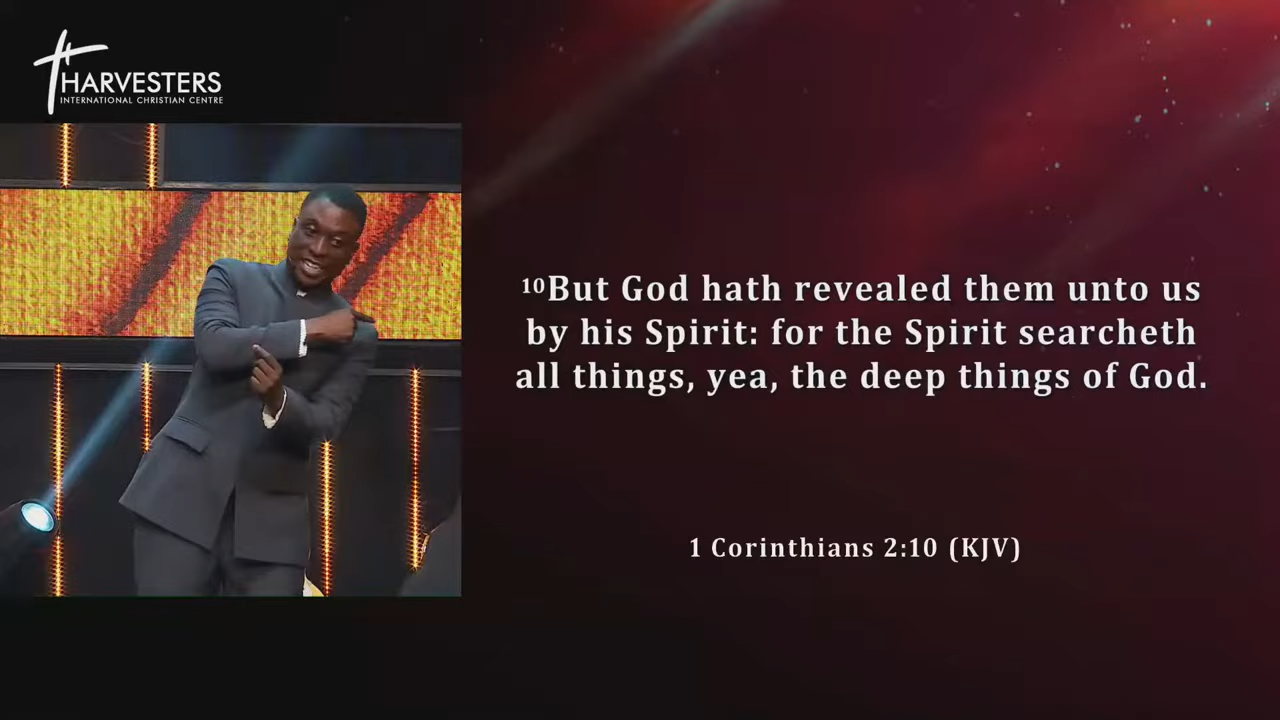 HARVESTERS
INTERNATIONAL CHRISTIAN CENTRE
10But God hath revealed them unto us
by his Spirit: for the Spirit searcheth
all things, yea, the deep things of God.
1 Corinthians 2:10 (KJV)